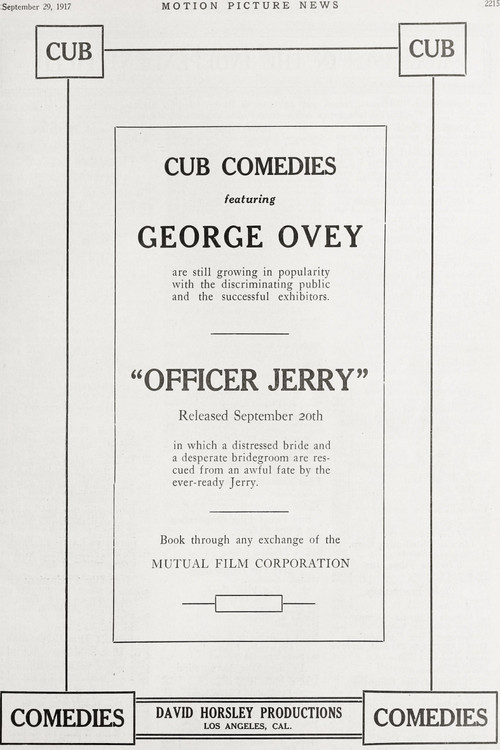 September 29, 1917
MOTION PICTURE NEWS
2215
CUB
CUB
CUB COMEDIES
featuring
GEORGE OVEY
are still growing in popularity
with the discriminating public
and the successful exhibitors.
“OFFICER JERRY”
Released September 20th
in which a distressed bride and
a desperate bridegroom are res-
cued from an awful fate by the
ever-ready Jerry.
Book through any exchange of the
MUTUAL FILM CORPORATION
COMEDIES
DAVID HORSLEY PRODUCTIONS
LOS ANGELES, CAL.
COMEDIES